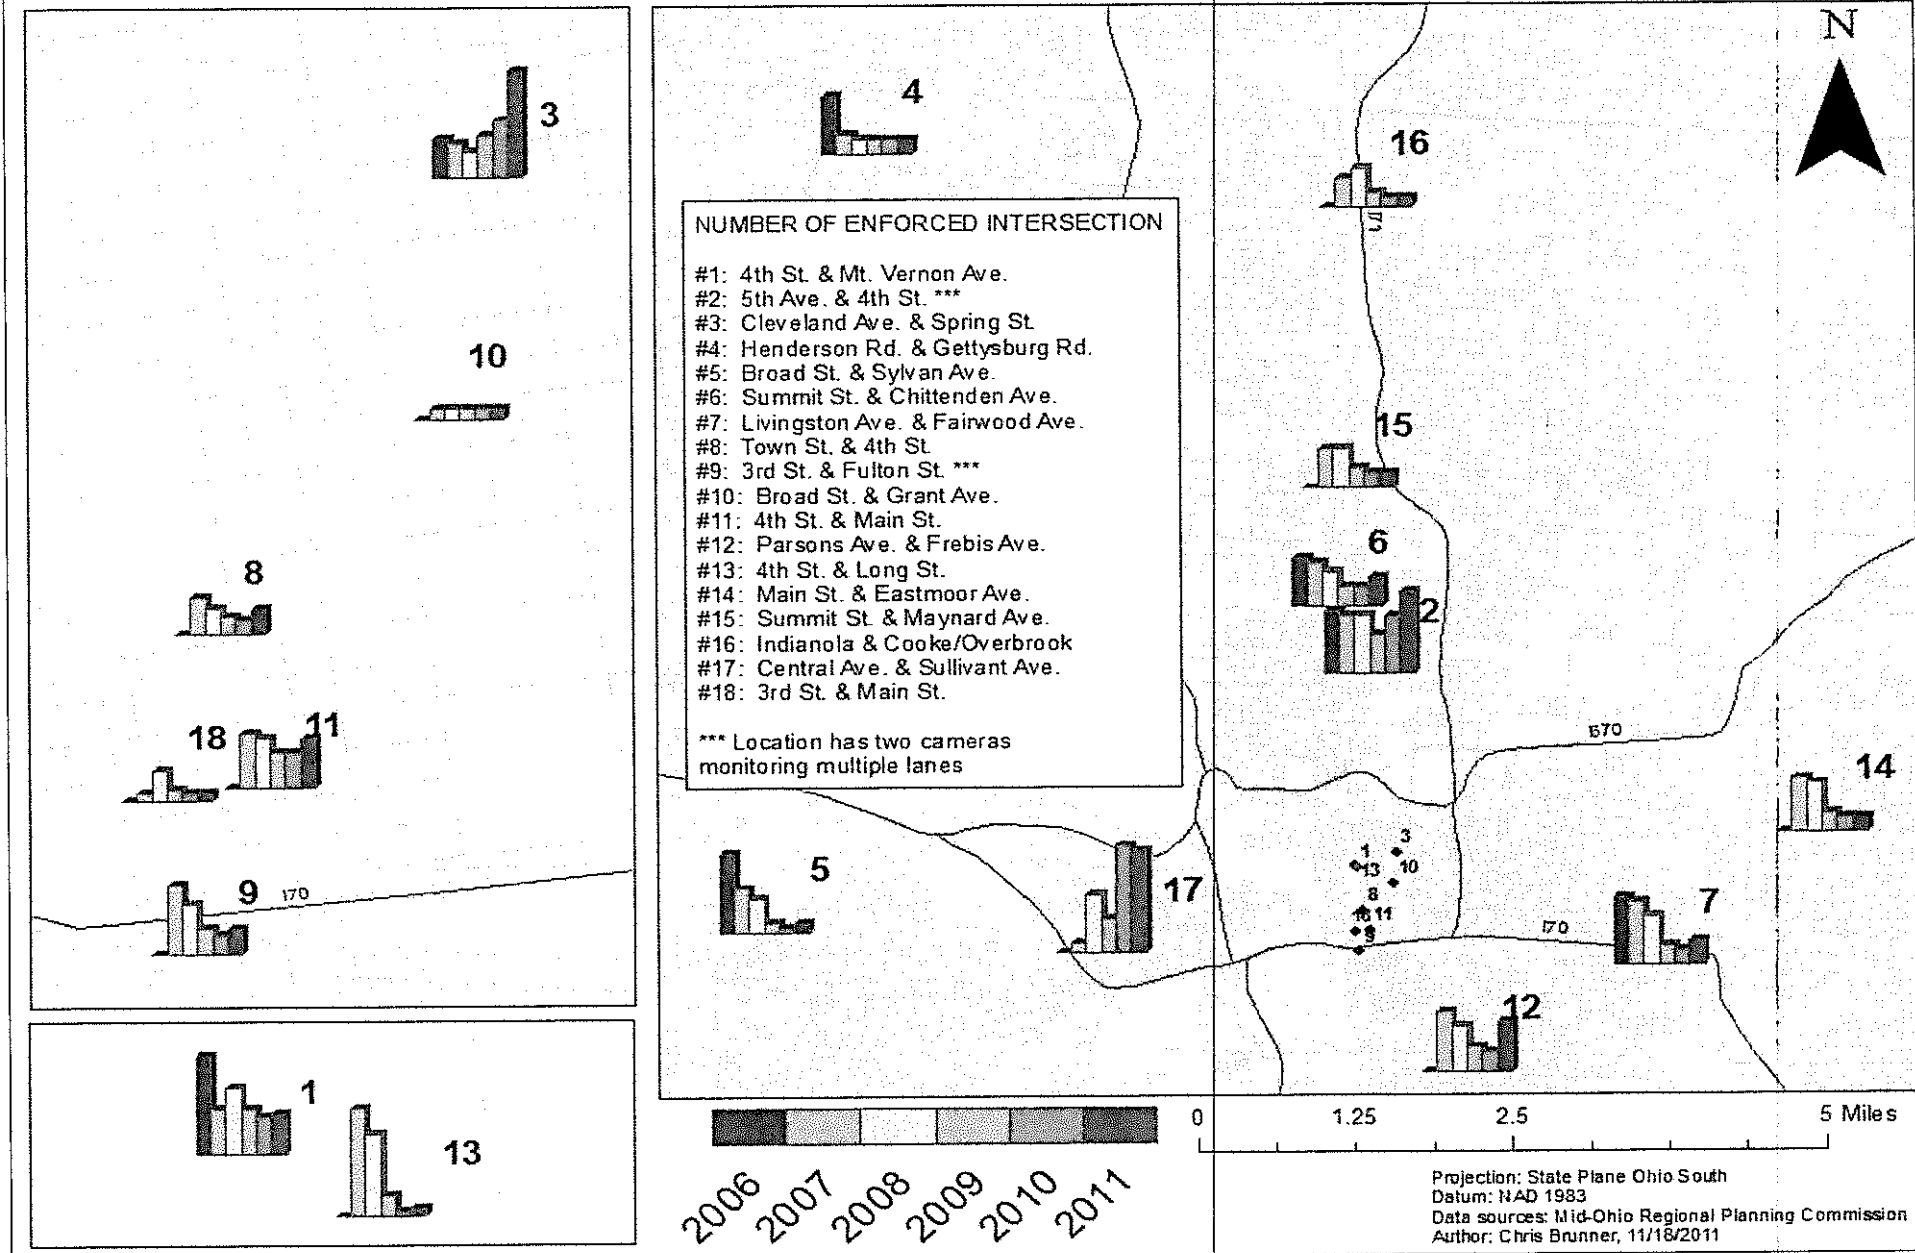 3
10
8
18
11
9
I70
1
13
4
N
16
I71
NUMBER OF ENFORCED INTERSECTION
#1: 4th St. & Mt. Vernon Ave.
#2: 5th Ave. & 4th St. ***
#3: Cleveland Ave. & Spring St.
#4: Henderson Rd. & Gettysburg Rd.
#5: Broad St. & Sylvan Ave.
#6: Summit St. & Chittenden Ave.
#7: Livingston Ave. & Fairwood Ave.
#8: Town St. & 4th St.
#9: 3rd St. & Fulton St. ***
#10: Broad St. & Grant Ave.
#11: 4th St. & Main St.
#12: Parsons Ave. & Frebis Ave.
#13: 4th St. & Long St.
#14: Main St. & Eastmoor Ave.
#15: Summit St. & Maynard Ave.
#16: Indianola & Cooke/Overbrook
#17: Central Ave. & Sullivant Ave.
#18: 3rd St. & Main St.
*** Location has two cameras
monitoring multiple lanes
15
6
2
670
14
5
17
1
3
13
10
8
18
11
9
I70
7
12
0
1.25
2.5
5 Miles
2006
2007
2008
2009
2010
2011
Projection: State Plane Ohio South
Datum: NAD 1983
Data sources: Mid-Ohio Regional Planning Commission
Author: Chris Brunner, 11/18/2011